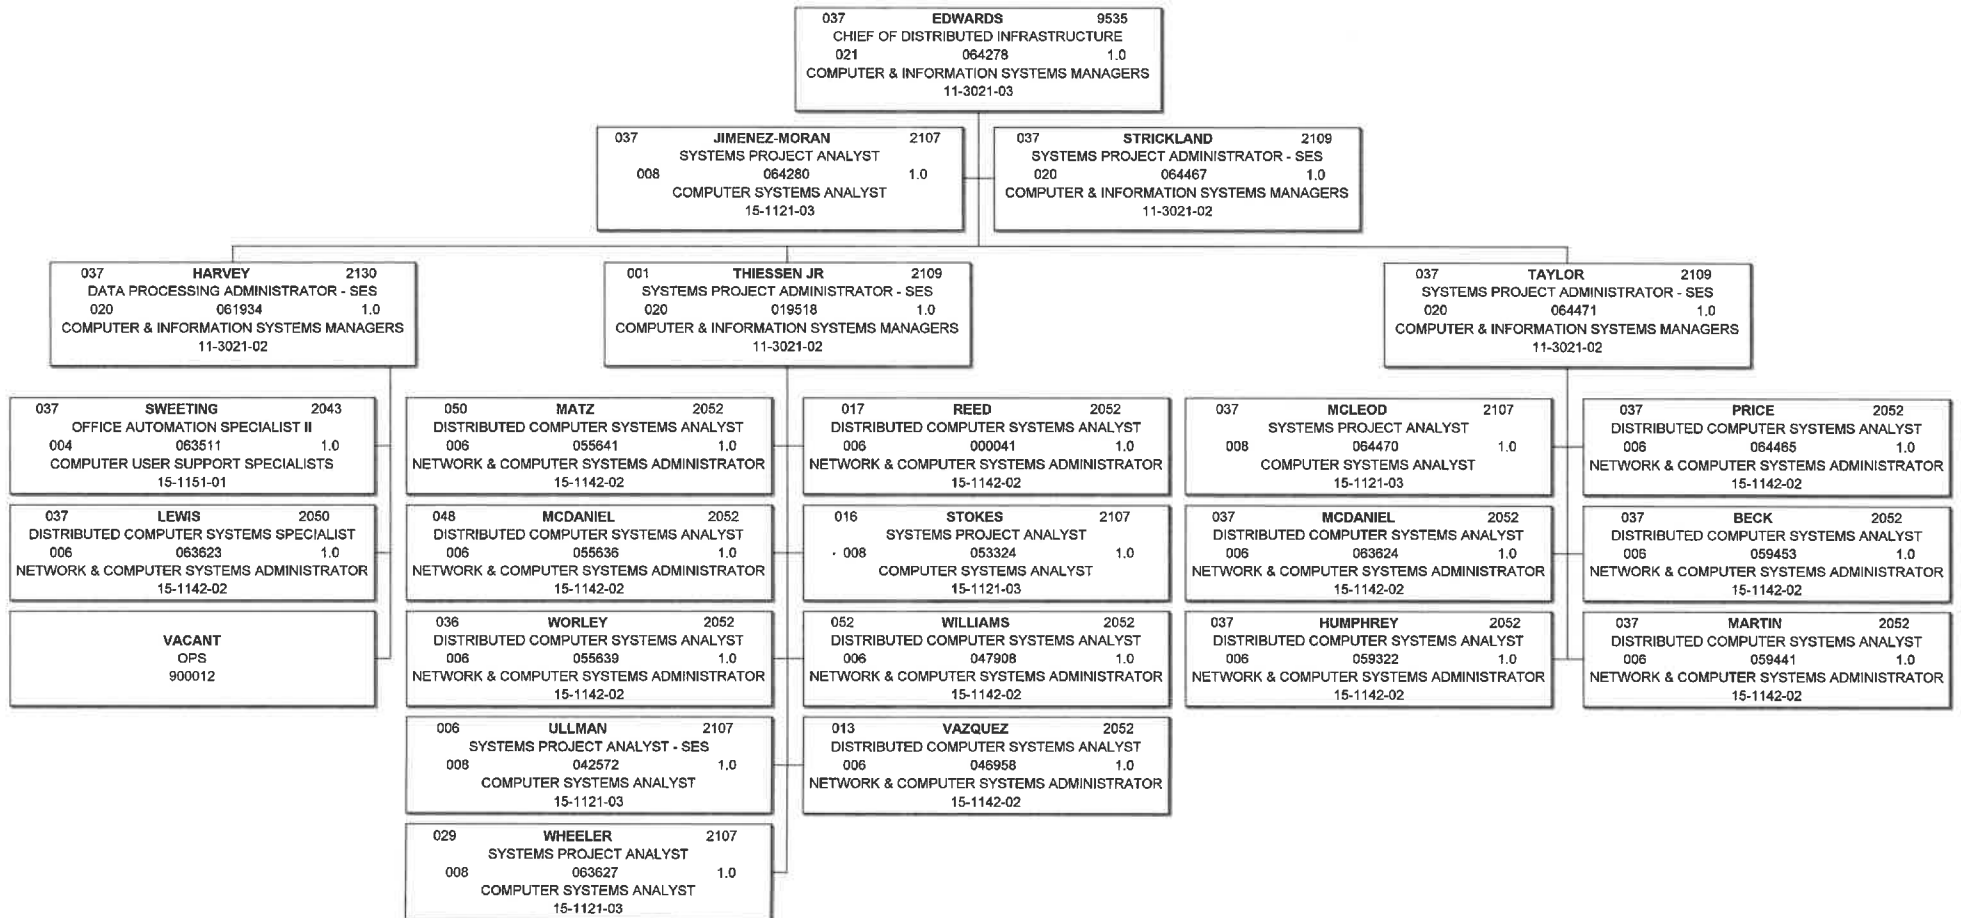 037 EDWARDS 9535
CHIEF OF DISTRIBUTED INFRASTRUCTURE
021 064278 1.0
COMPUTER & INFORMATION SYSTEMS MANAGERS
11-3021-03
037 JIMENEZ-MORAN 2107
SYSTEMS PROJECT ANALYST
008 064280 1.0
COMPUTER SYSTEMS ANALYST
15-1121-03
037 STRICKLAND 2109
SYSTEMS PROJECT ADMINISTRATOR - SES
020 064467 1.0
COMPUTER & INFORMATION SYSTEMS MANAGERS
11-3021-02
037 HARVEY 2130
DATA PROCESSING ADMINISTRATOR - SES
020 061934 1.0
COMPUTER & INFORMATION SYSTEMS MANAGERS
11-3021-02
001 THIESSEN JR 2109
SYSTEMS PROJECT ADMINISTRATOR - SES
020 019518 1.0
COMPUTER & INFORMATION SYSTEMS MANAGERS
11-3021-02
037 TAYLOR 2109
SYSTEMS PROJECT ADMINISTRATOR - SES
020 064471 1.0
COMPUTER & INFORMATION SYSTEMS MANAGERS
11-3021-02
037 SWEETING 2043
OFFICE AUTOMATION SPECIALIST II
004 063511 1.0
COMPUTER USER SUPPORT SPECIALISTS
15-1151-01
037 LEWIS 2050
DISTRIBUTED COMPUTER SYSTEMS SPECIALIST
006 063623 1.0
NETWORK & COMPUTER SYSTEMS ADMINISTRATOR
15-1142-02
VACANT
OPS
900012
050 MATZ 2052
DISTRIBUTED COMPUTER SYSTEMS ANALYST
006 055641 1.0
NETWORK & COMPUTER SYSTEMS ADMINISTRATOR
15-1142-02
017 REED 2052
DISTRIBUTED COMPUTER SYSTEMS ANALYST
006 000041 1.0
NETWORK & COMPUTER SYSTEMS ADMINISTRATOR
15-1142-02
048 MCDANIEL 2052
DISTRIBUTED COMPUTER SYSTEMS ANALYST
006 055636 1.0
NETWORK & COMPUTER SYSTEMS ADMINISTRATOR
15-1142-02
016 STOKES 2107
SYSTEMS PROJECT ANALYST
008 053324 1.0
COMPUTER SYSTEMS ANALYST
15-1121-03
036 WORLEY 2052
DISTRIBUTED COMPUTER SYSTEMS ANALYST
006 055639 1.0
NETWORK & COMPUTER SYSTEMS ADMINISTRATOR
15-1142-02
052 WILLIAMS 2052
DISTRIBUTED COMPUTER SYSTEMS ANALYST
006 047908 1.0
NETWORK & COMPUTER SYSTEMS ADMINISTRATOR
15-1142-02
006 ULLMAN 2107
SYSTEMS PROJECT ANALYST - SES
008 042572 1.0
COMPUTER SYSTEMS ANALYST
15-1121-03
013 VAZQUEZ 2052
DISTRIBUTED COMPUTER SYSTEMS ANALYST
006 046958 1.0
NETWORK & COMPUTER SYSTEMS ADMINISTRATOR
15-1142-02
029 WHEELER 2107
SYSTEMS PROJECT ANALYST
008 063627 1.0
COMPUTER SYSTEMS ANALYST
15-1121-03
037 MCLEOD 2107
SYSTEMS PROJECT ANALYST
008 064470 1.0
COMPUTER SYSTEMS ANALYST
15-1121-03
037 PRICE 2052
DISTRIBUTED COMPUTER SYSTEMS ANALYST
006 064465 1.0
NETWORK & COMPUTER SYSTEMS ADMINISTRATOR
15-1142-02
037 MCDANIEL 2052
DISTRIBUTED COMPUTER SYSTEMS ANALYST
006 063624 1.0
NETWORK & COMPUTER SYSTEMS ADMINISTRATOR
15-1142-02
037 BECK 2052
DISTRIBUTED COMPUTER SYSTEMS ANALYST
006 059453 1.0
NETWORK & COMPUTER SYSTEMS ADMINISTRATOR
15-1142-02
037 HUMPHREY 2052
DISTRIBUTED COMPUTER SYSTEMS ANALYST
006 059322 1.0
NETWORK & COMPUTER SYSTEMS ADMINISTRATOR
15-1142-02
037 MARTIN 2052
DISTRIBUTED COMPUTER SYSTEMS ANALYST
006 059441 1.0
NETWORK & COMPUTER SYSTEMS ADMINISTRATOR
15-1142-02